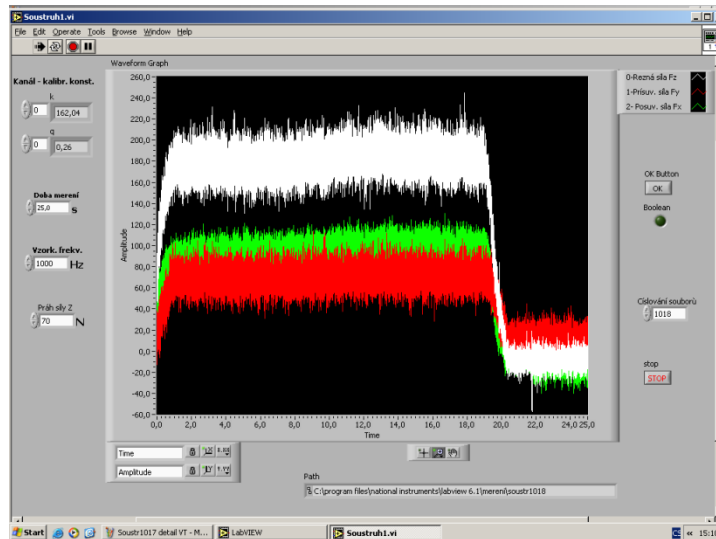 Soustruh1.vi
File Edit Operate Tools Browse Window Help
Waveform Graph
Kanál - kalibr. konst.
k
0 162,04
q
0 0,26
Doba merení
25,0 s
Vzork. frekv.
1000 Hz
Práh síly Z
70 N
Amplitude
260,0
240,0
220,0
200,0
180,0
160,0
140,0
120,0
100,0
80,0
60,0
40,0
20,0
0,0
-20,0
-40,0
-60,0
0,0 2,0 4,0 6,0 8,0 10,0 12,0 14,0 16,0 18,0 20,0 22,0 24,0 25,0
Time
0-Rezná síla Fz
1-Prísuv. síla Fy
2- Posuv. síla Fx
OK Button
OK
Boolean
Císlování souboru
1018
stop
STOP
Time
Amplitude
Path
C:\program files\national instruments\labview 6.1\merení\soustr1018
Start Soustr1017 detail VT - M... LabVIEW Soustruh1.vi CS « 15:10